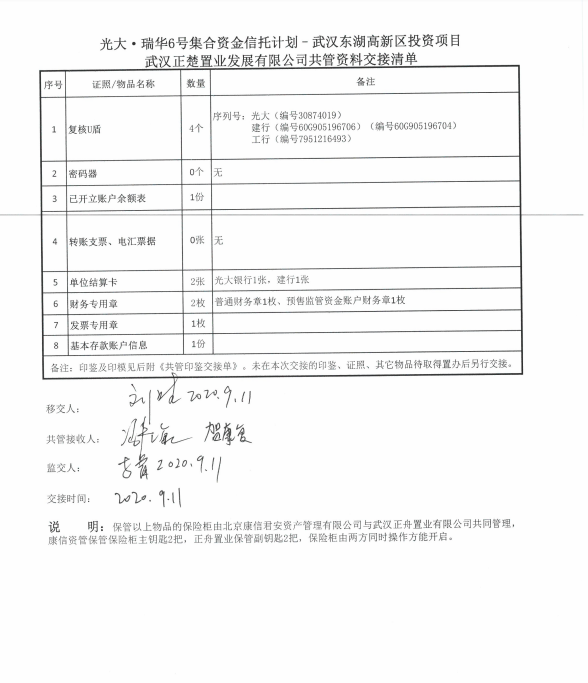 光大·瑞华6号集合资金信托计划-武汉东湖高新区投资项目
武汉正楚置业发展有限公司共管资料交接清单
序号 证照/物品名称 数量 备注
1 复核U盾 4个 序列号：光大（编号30874019）
建行（编号60G905196706）（编号60G905196704）
工行（编号7951216493）
2 密码器 0个 无
3 已开立账户余额表 1份
4 转账支票、电汇票据 0张 无
5 单位结算卡 2张 光大银行1张，建行1张
6 财务专用章 2枚 普通财务章1枚、预售监管资金账户财务章1枚
7 发票专用章 1枚
8 基本存款账户信息 1份
备注：印鉴及印模见后附《共管印鉴交接单》。未在本次交接的印鉴、证照、其它物品待取得置办后另行交接。
移交人： 2020.9.11
共管接收人：
监交人： 2020.9.11
交接时间： 2020.9.11
说 明：保管以上物品的保险柜由北京康信君安资产管理有限公司与武汉正舟置业有限公司共同管理，
康信资管保管保险柜主钥匙2把，正舟置业保管副钥匙2把，保险柜由两方同时操作方能开启。